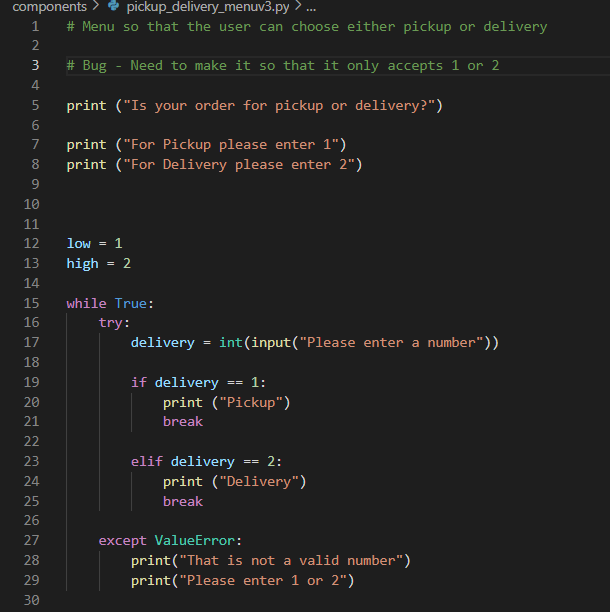 components > pickup_delivery_menuv3.py > ...
1 # Menu so that the user can choose either pickup or delivery
2
3 # Bug - Need to make it so that it only accepts 1 or 2
4
5 print ("Is your order for pickup or delivery?")
6
7 print ("For Pickup please enter 1")
8 print ("For Delivery please enter 2")
9
10
11
12 low = 1
13 high = 2
14
15 while True:
16     try:
17         delivery = int(input("Please enter a number"))
18
19         if delivery == 1:
20             print ("Pickup")
21             break
22
23         elif delivery == 2:
24             print ("Delivery")
25             break
26
27     except ValueError:
28         print("That is not a valid number")
29         print("Please enter 1 or 2")
30